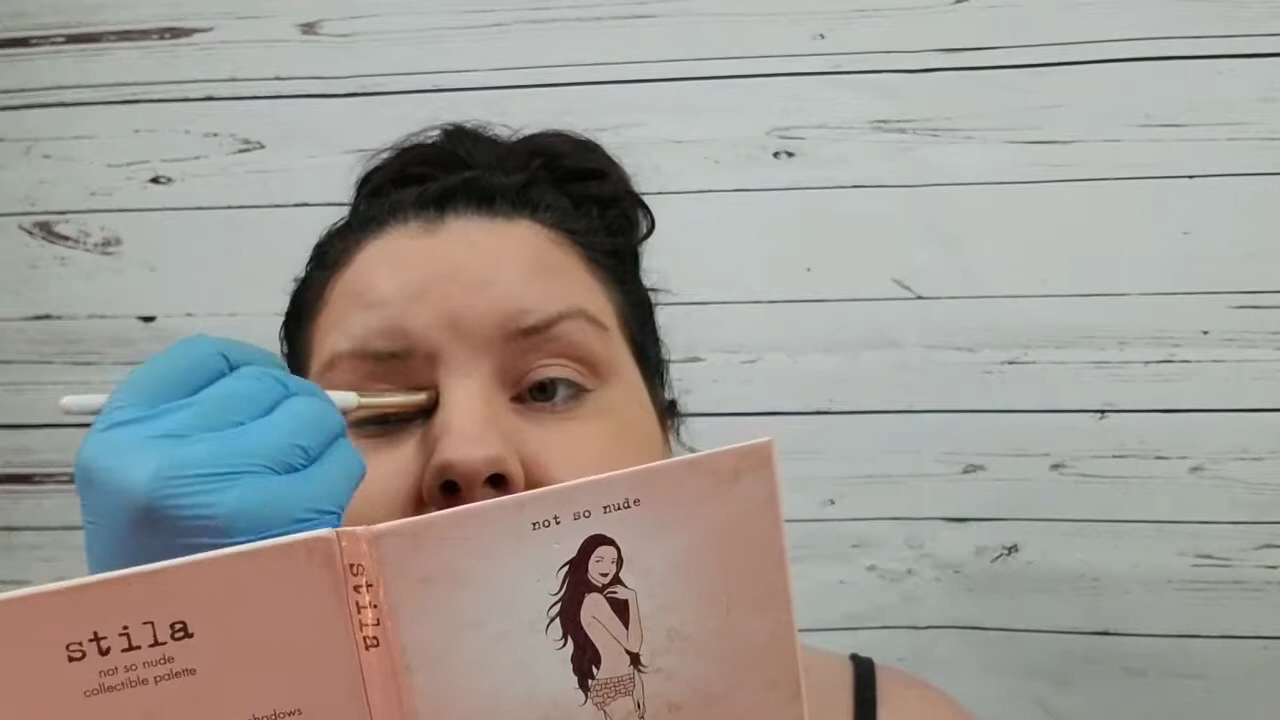 stila
not so nude
collectible palette
shadows
stila
not so nude